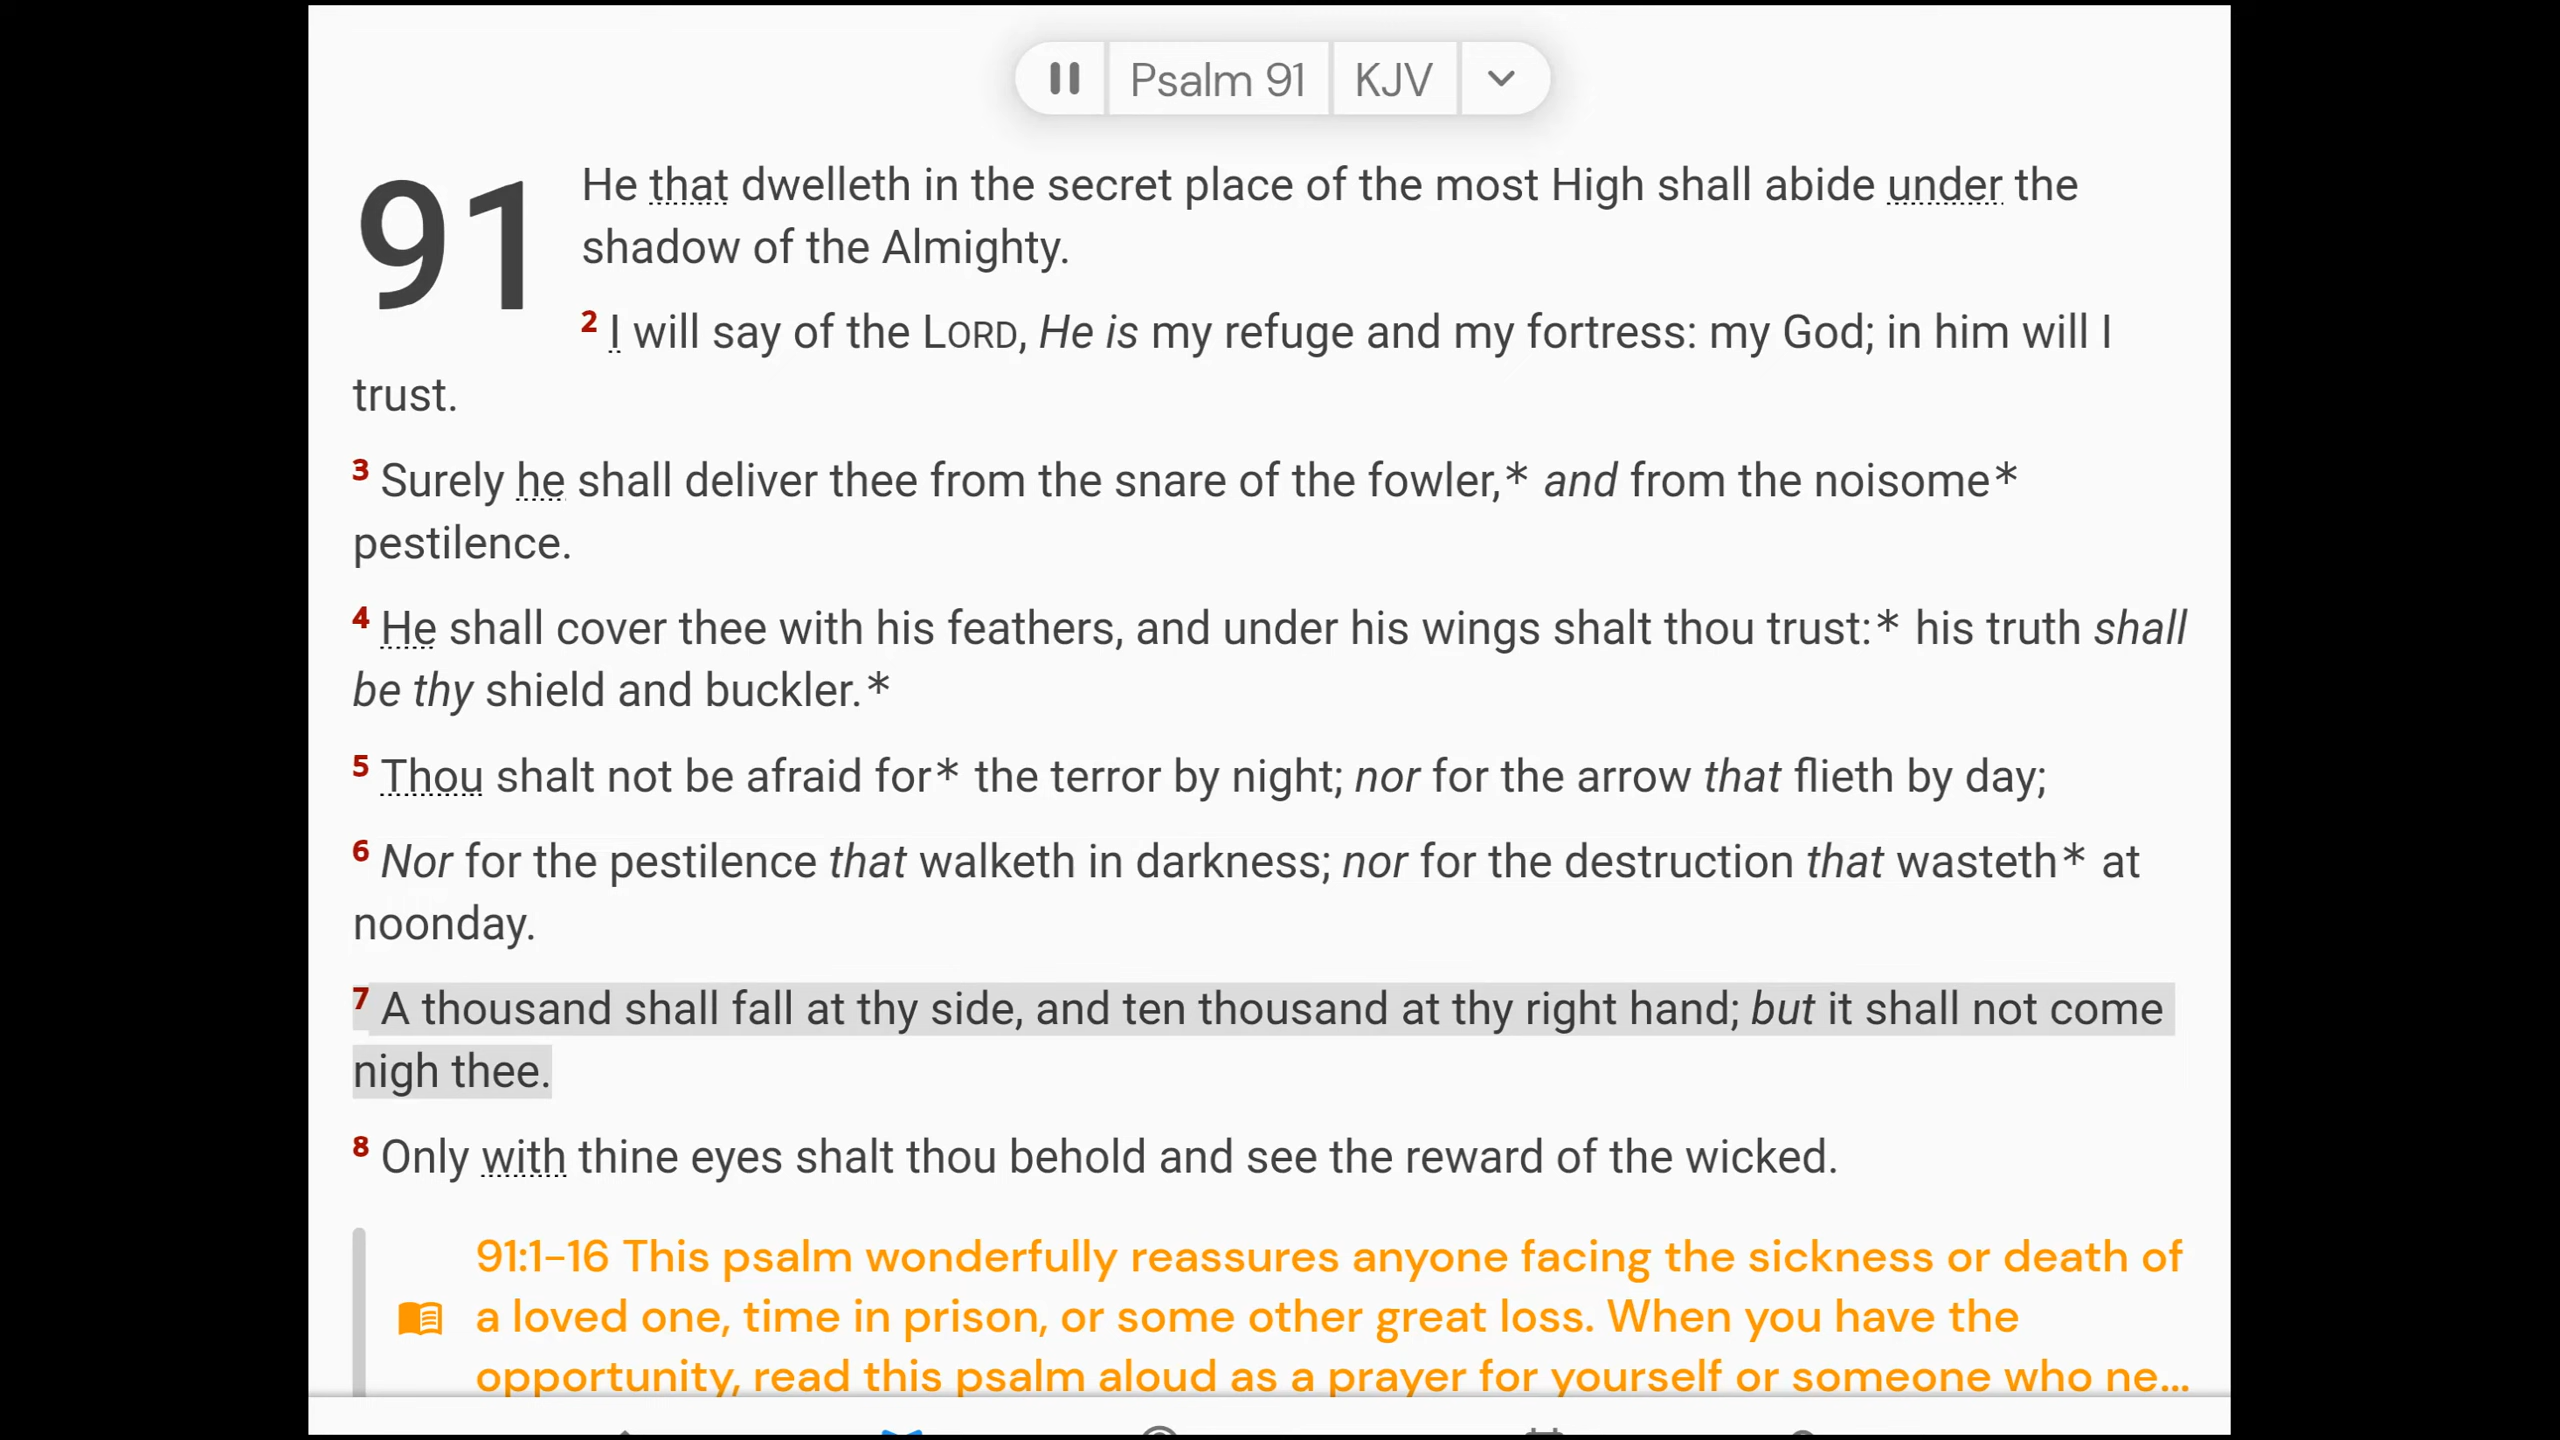 Psalm 91 KJV
91
He that dwelleth in the secret place of the most High shall abide under the
shadow of the Almighty.
2 I will say of the LORD, He is my refuge and my fortress: my God; in him will I
trust.
3 Surely he shall deliver thee from the snare of the fowler,* and from the noisome*
pestilence.
4 He shall cover thee with his feathers, and under his wings shalt thou trust:* his truth shall
be thy shield and buckler.*
5 Thou shalt not be afraid for* the terror by night; nor for the arrow that flieth by day;
6 Nor for the pestilence that walketh in darkness; nor for the destruction that wasteth* at
noonday.
7 A thousand shall fall at thy side, and ten thousand at thy right hand; but it shall not come
nigh thee.
8 Only with thine eyes shalt thou behold and see the reward of the wicked.
91:1-16 This psalm wonderfully reassures anyone facing the sickness or death of
a loved one, time in prison, or some other great loss. When you have the
opportunity, read this psalm aloud as a prayer for yourself or someone who ne...